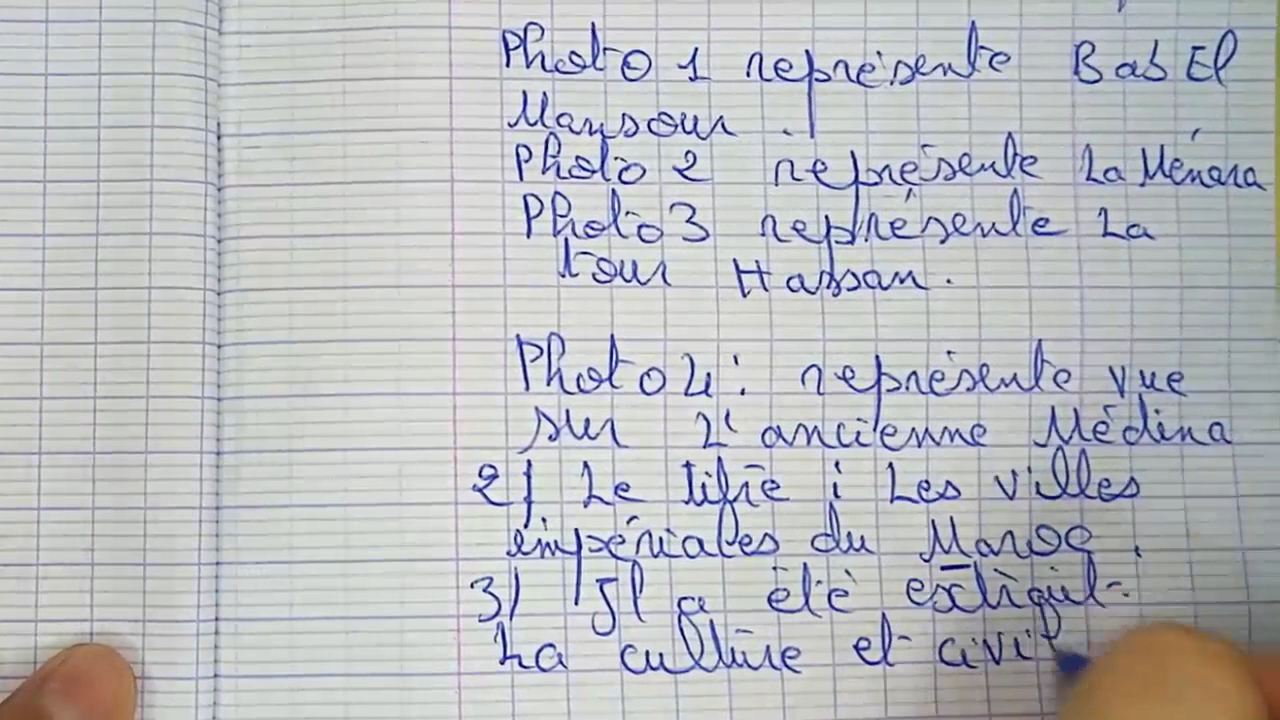 Photo 1 représente Bab El
Mansour .
Photo 2 représente La Ménara
Photo 3 représente La
tour Hassan.
Photo 4 : représente vue
sur L'ancienne Médina
2) Le titre : Les villes
impériales du Maroc .
3) Il a été
La culture et